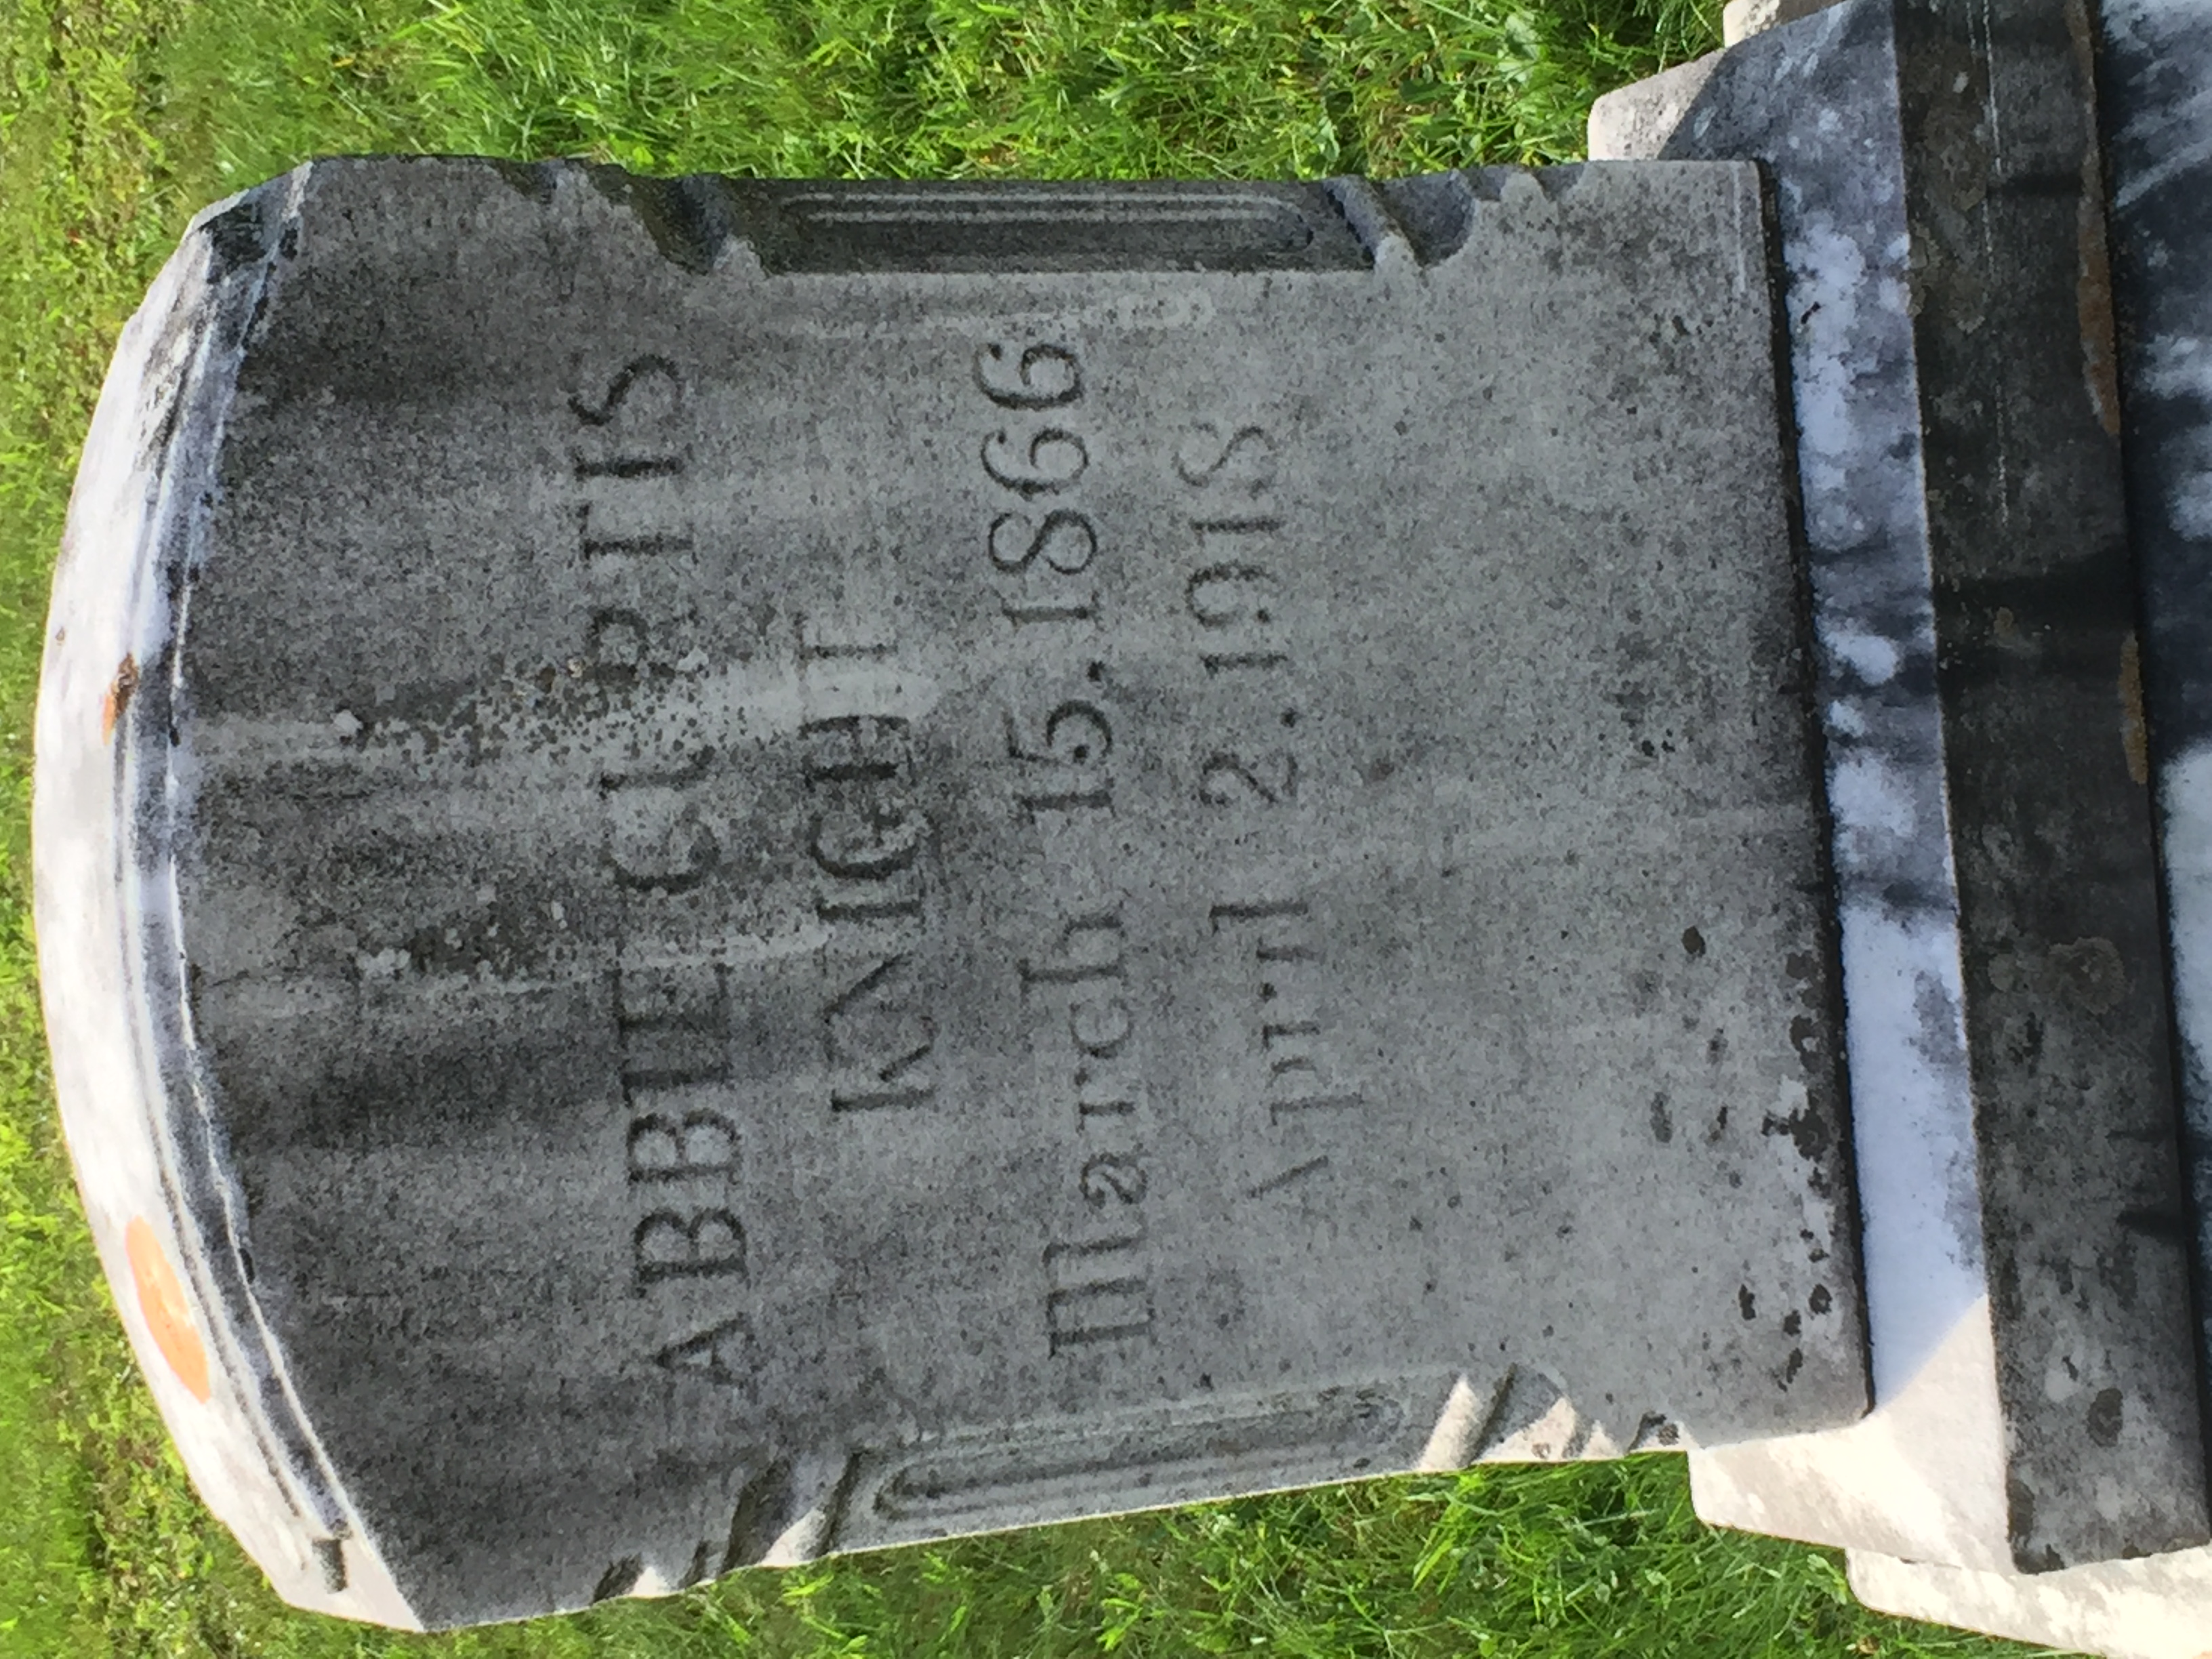 ABBIE CURTIS
KNIGHT
March 15. 1866
April 2. 1918